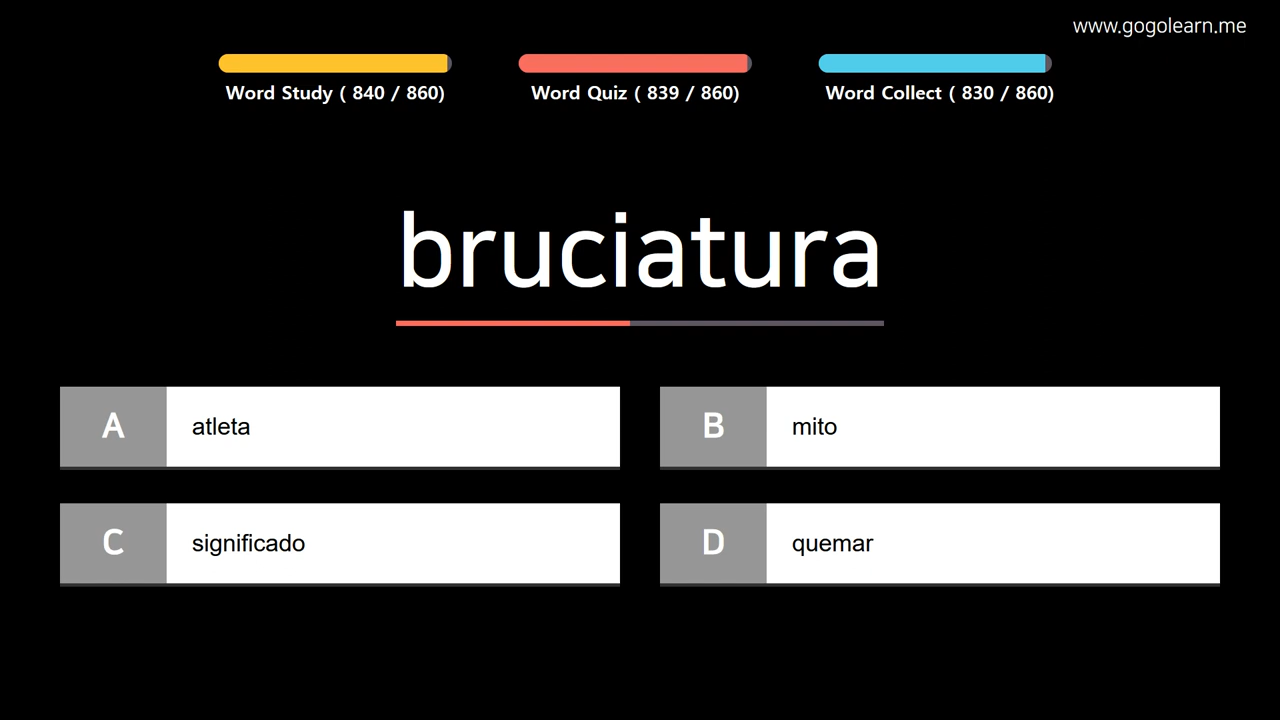 www.gogolearn.me
Word Study ( 840 / 860)
Word Quiz ( 839 / 860)
Word Collect ( 830 / 860)
bruciatura
A atleta
B mito
C significado
D quemar